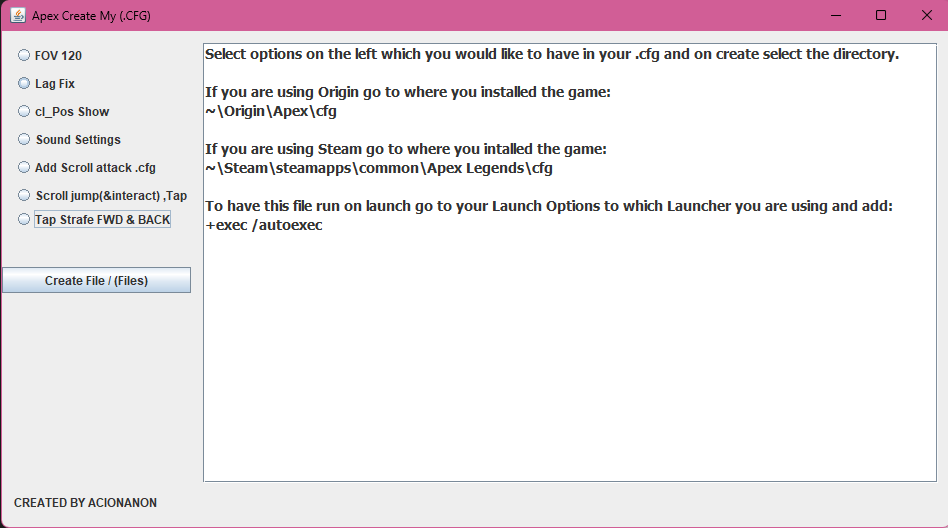 Apex Create My (.CFG)
FOV 120
Lag Fix
cl_Pos Show
Sound Settings
Add Scroll attack .cfg
Scroll jump(&interact) ,Tap
Tap Strafe FWD & BACK
Create File / (Files)
Select options on the left which you would like to have in your .cfg and on create select the directory.
If you are using Origin go to where you installed the game:
~\Origin\Apex\cfg
If you are using Steam go to where you intalled the game:
~\Steam\steamapps\common\Apex Legends\cfg
To have this file run on launch go to your Launch Options to which Launcher you are using and add:
+exec /autoexec
CREATED BY ACIONANON